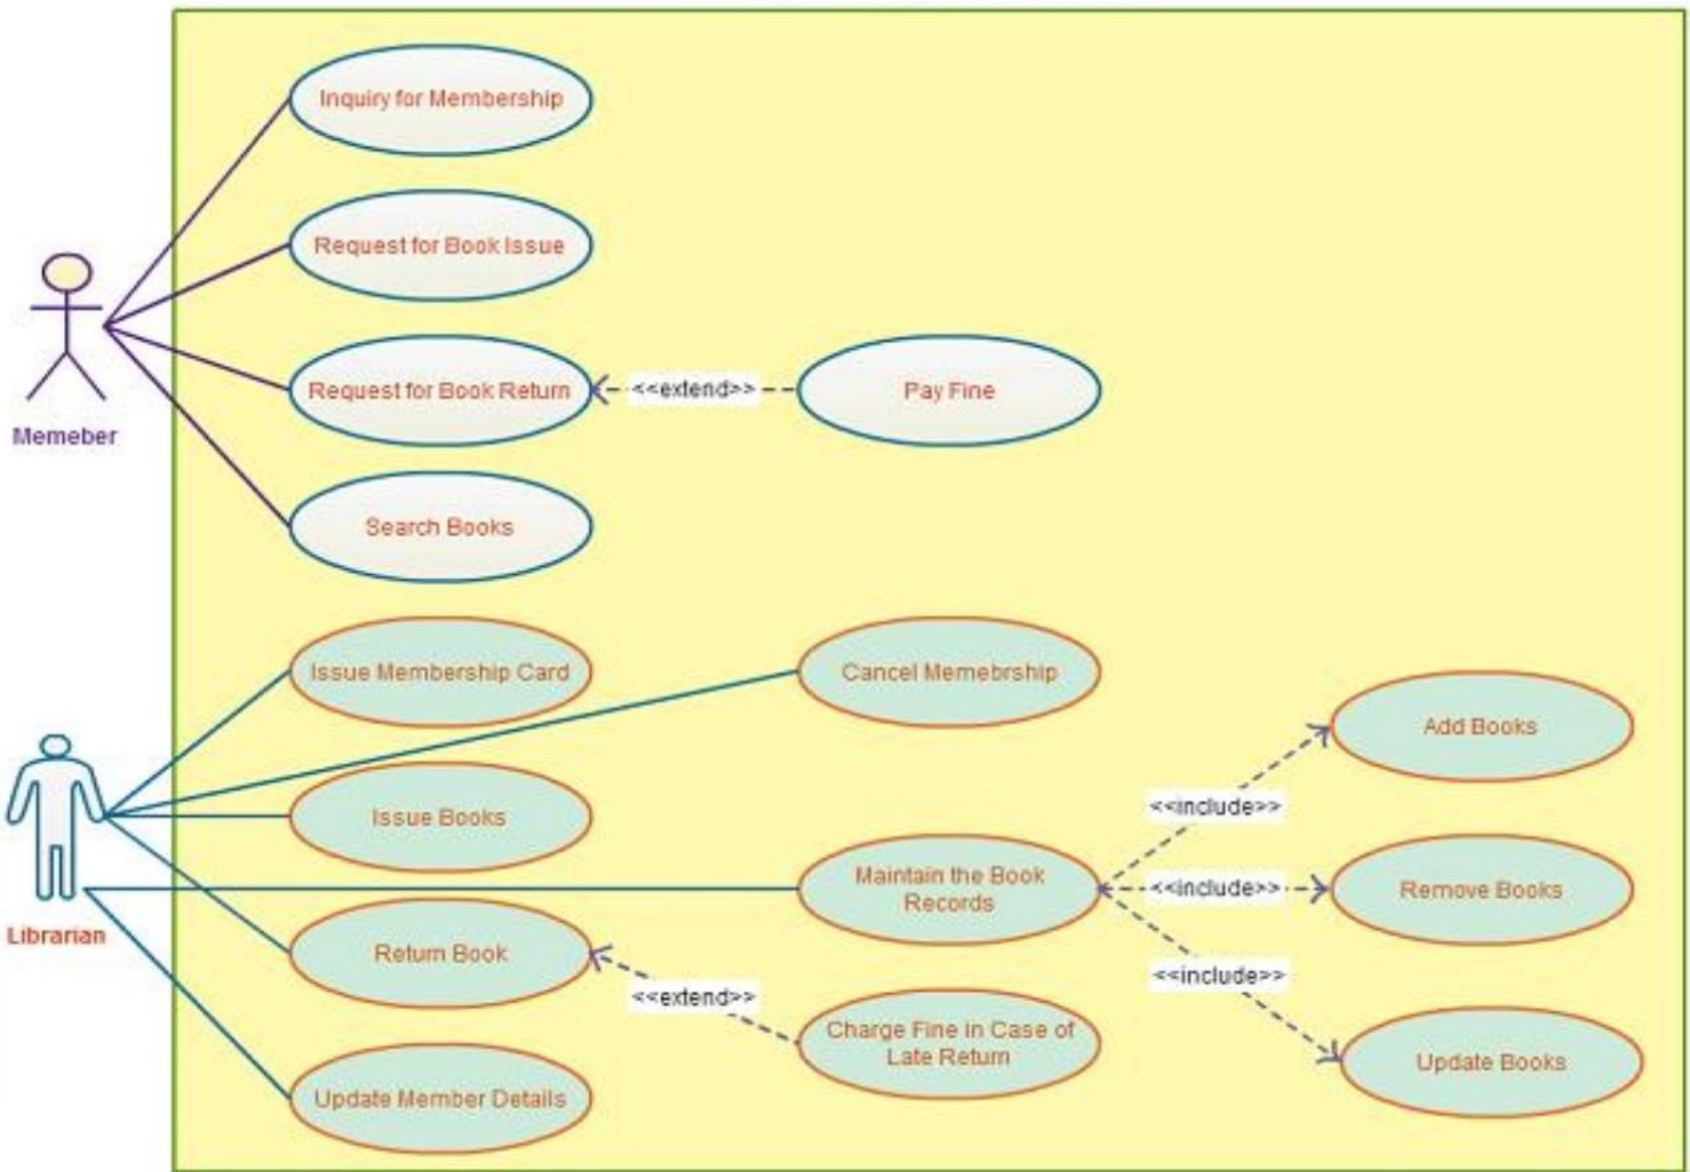 Inquiry for Membership
Request for Book Issue
Request for Book Return
<<extend>>
Pay Fine
Memeber
Search Books
Issue Membership Card
Cancel Memebrship
Add Books
<<include>>
Issue Books
Maintain the Book
Records
<<include>>
Remove Books
Librarian
Return Book
<<include>>
<<extend>>
Charge Fine in Case of
Late Return
Update Books
Update Member Details